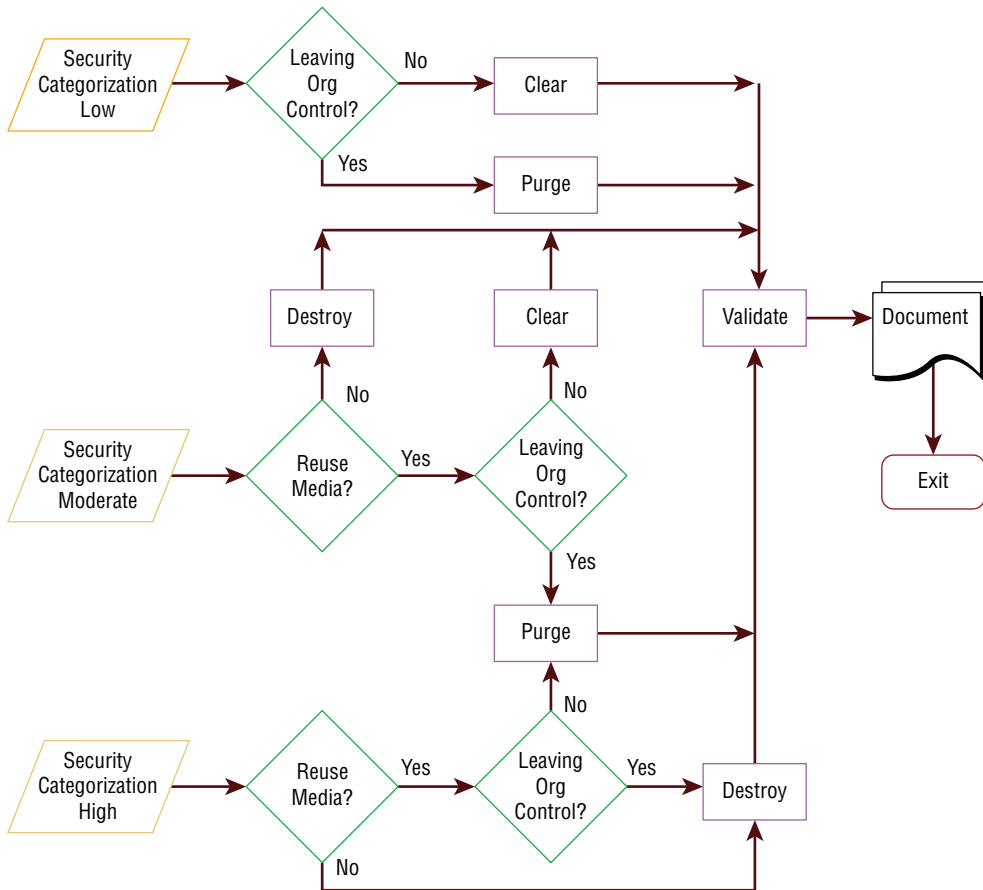 Security
Categorization
Low
Leaving
Org
Control?
No
Clear
Yes
Purge
Destroy
Clear
Validate
Document
No
No
Security
Categorization
Moderate
Reuse
Media?
Yes
Leaving
Org
Control?
Exit
Yes
Purge
No
Security
Categorization
High
Reuse
Media?
Yes
Leaving
Org
Control?
Yes
Destroy
No